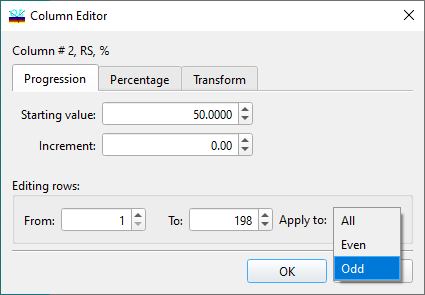 Column Editor
Column # 2, RS, %
Progression Percentage Transform
Starting value: 50.0000
Increment: 0.00
Editing rows:
From: 1 To: 198 Apply to: All
Even
Odd
OK